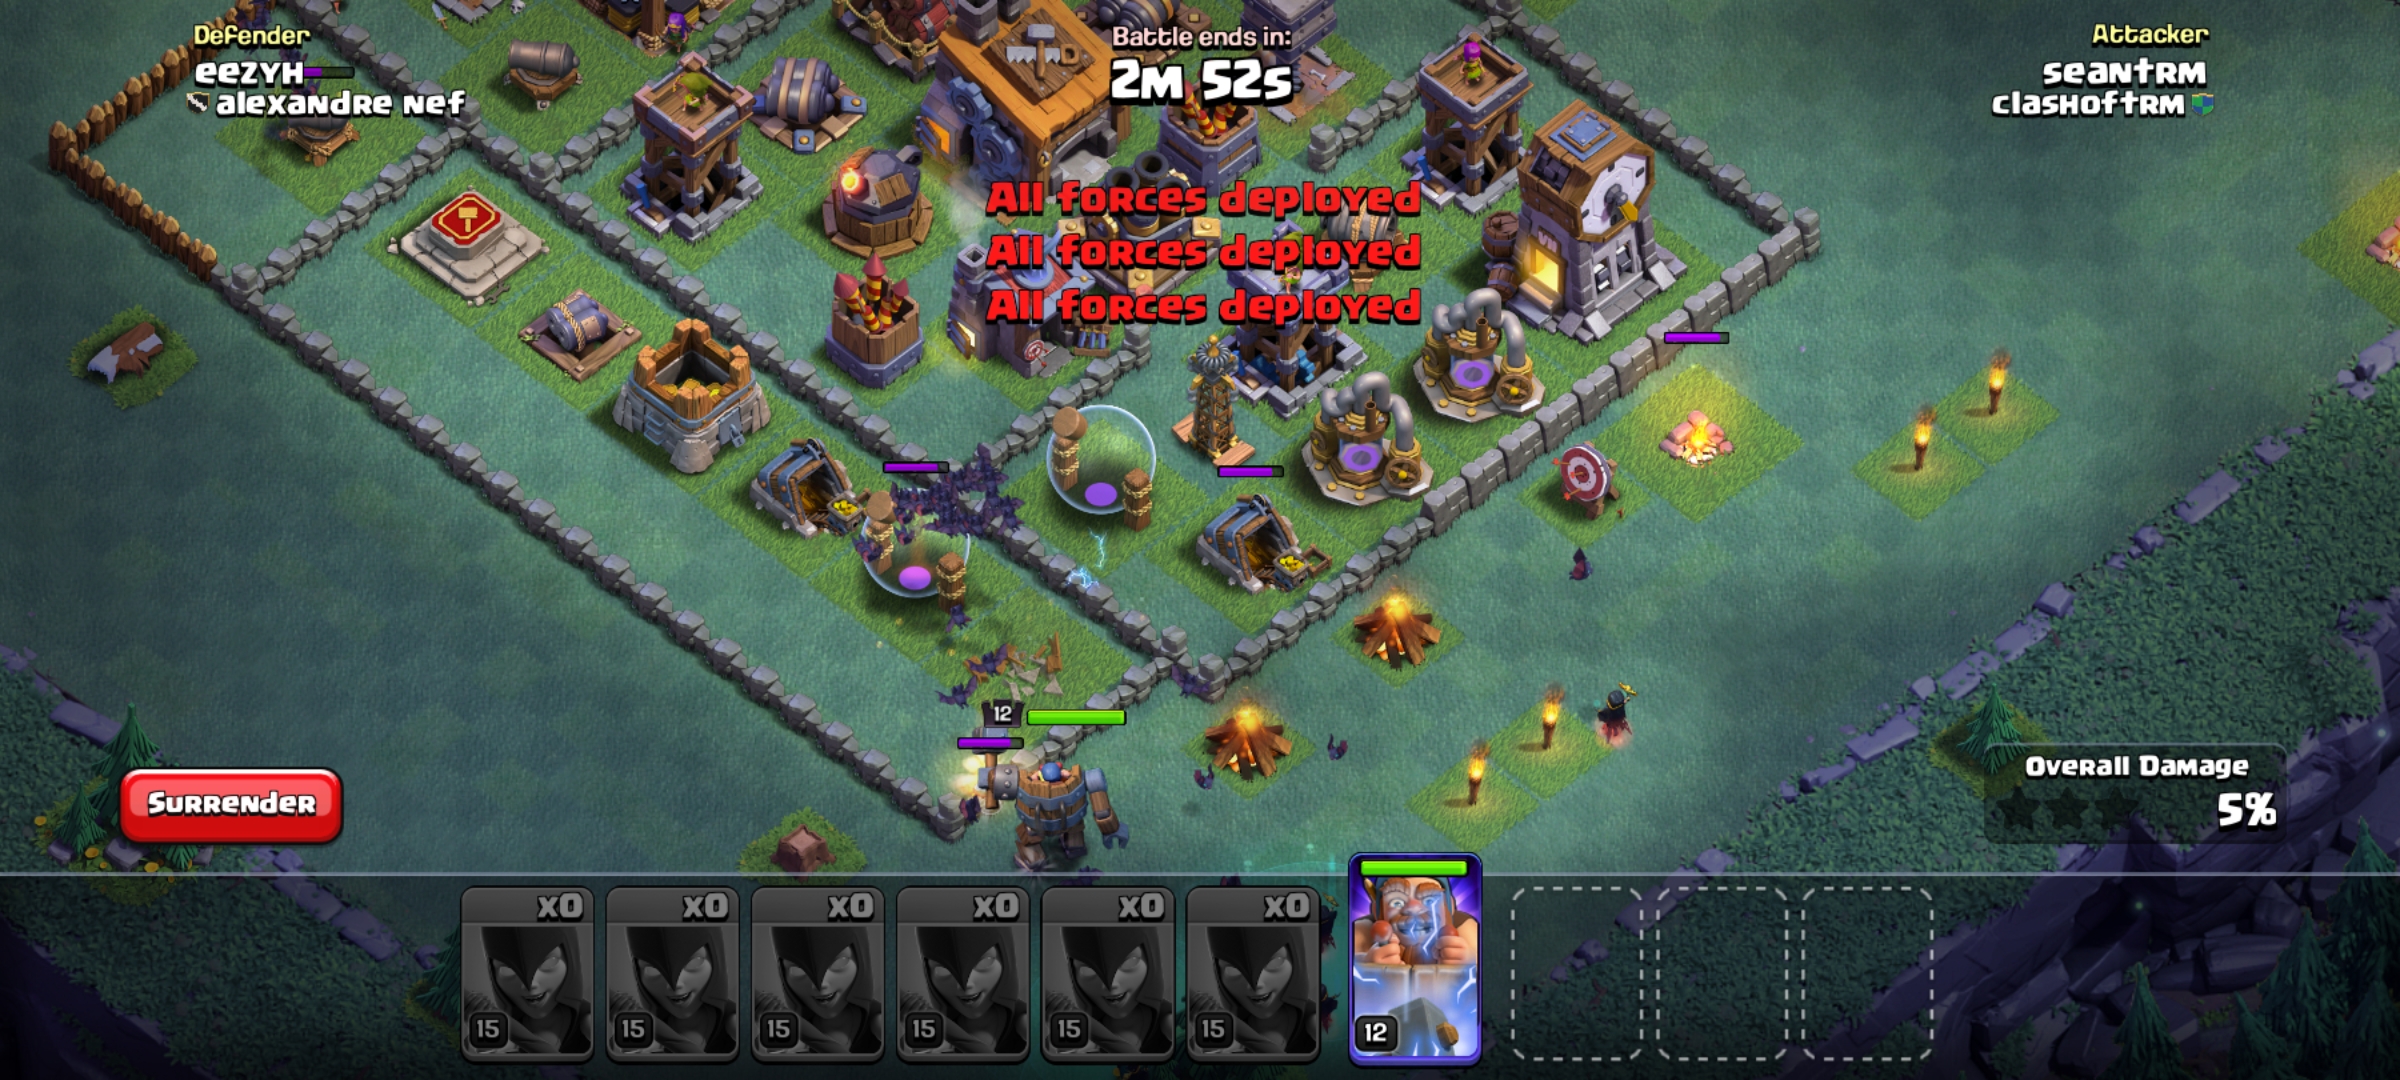 Defender
eezyh
alexandre nef
Battle ends in:
2M 52s
Attacker
seantRM
clashoftRM
All forces deployed
All forces deployed
All forces deployed
VII
12
Surrender
Overall Damage
5%
x0
x0
x0
x0
x0
x0
15
15
15
15
15
15
12